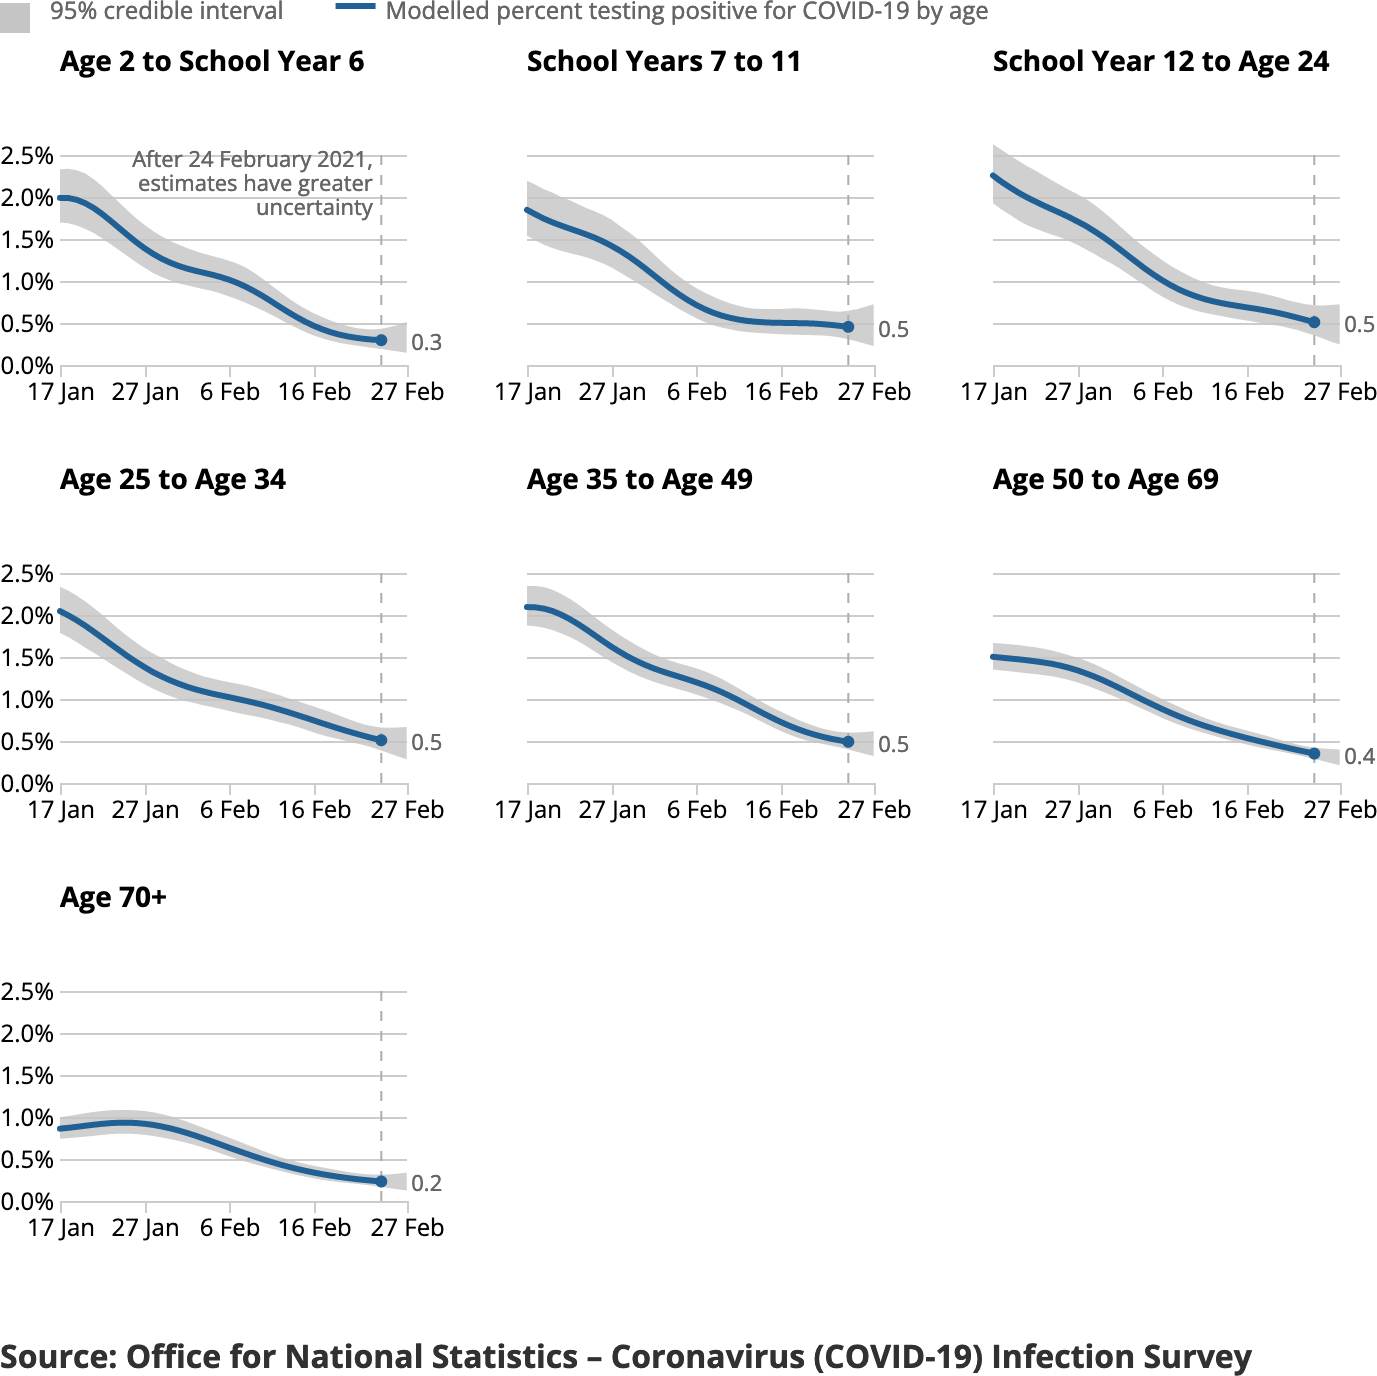 95% credible interval
Modelled percent testing positive for COVID-19 by age
Age 2 to School Year 6
School Years 7 to 11
School Year 12 to Age 24
After 24 February 2021,
estimates have greater
uncertainty
2.5%
2.0%
1.5%
1.0%
0.5%
0.0%
0.3
0.5
0.5
17 Jan 27 Jan 6 Feb 16 Feb 27 Feb
17 Jan 27 Jan 6 Feb 16 Feb 27 Feb
17 Jan 27 Jan 6 Feb 16 Feb 27 Feb
Age 25 to Age 34
Age 35 to Age 49
Age 50 to Age 69
2.5%
2.0%
1.5%
1.0%
0.5%
0.0%
0.5
0.5
0.4
17 Jan 27 Jan 6 Feb 16 Feb 27 Feb
17 Jan 27 Jan 6 Feb 16 Feb 27 Feb
17 Jan 27 Jan 6 Feb 16 Feb 27 Feb
Age 70+
2.5%
2.0%
1.5%
1.0%
0.5%
0.0%
0.2
17 Jan 27 Jan 6 Feb 16 Feb 27 Feb
Source: Office for National Statistics – Coronavirus (COVID-19) Infection Survey